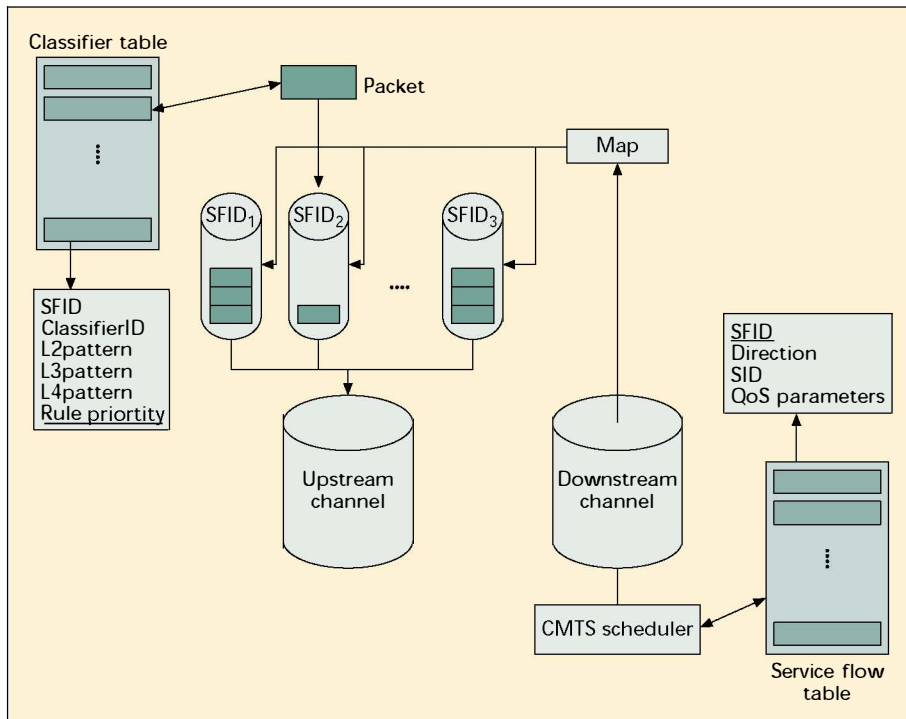 Classifier table
Packet
Map
SFID1
SFID2
SFID3
SFID
ClassifierID
L2pattern
L3pattern
L4pattern
Rule priortity
SFID
Direction
SID
QoS parameters
Upstream
channel
Downstream
channel
CMTS scheduler
Service flow
table